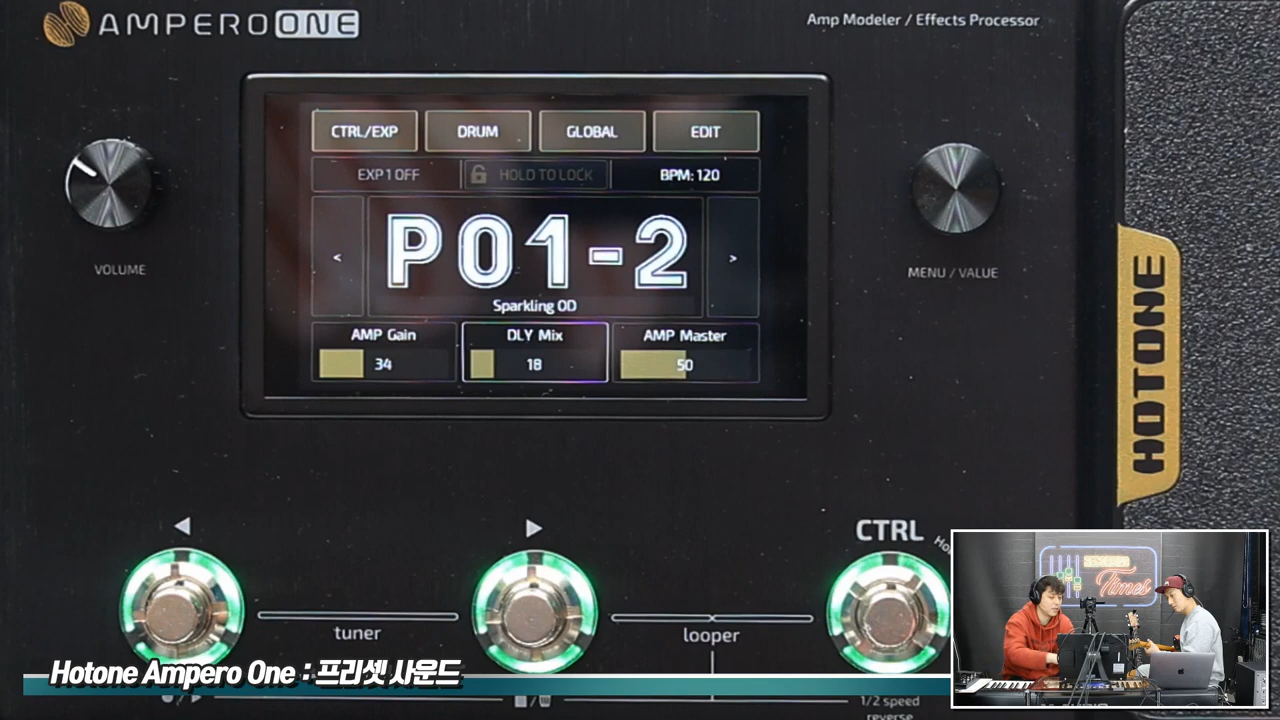 AMPERO ONE
Amp Modeler / Effects Processor
CTRL/EXP
DRUM
GLOBAL
EDIT
EXP 1 OFF
HOLD TO LOCK
BPM: 120
<
P01-2
>
Sparkling OD
AMP Gain
DLY Mix
AMP Master
34
18
50
VOLUME
MENU / VALUE
HOTONE
CTRL
tuner
looper
1/2 speed
reverse
Times
Hotone Ampero One : 프리셋 사운드